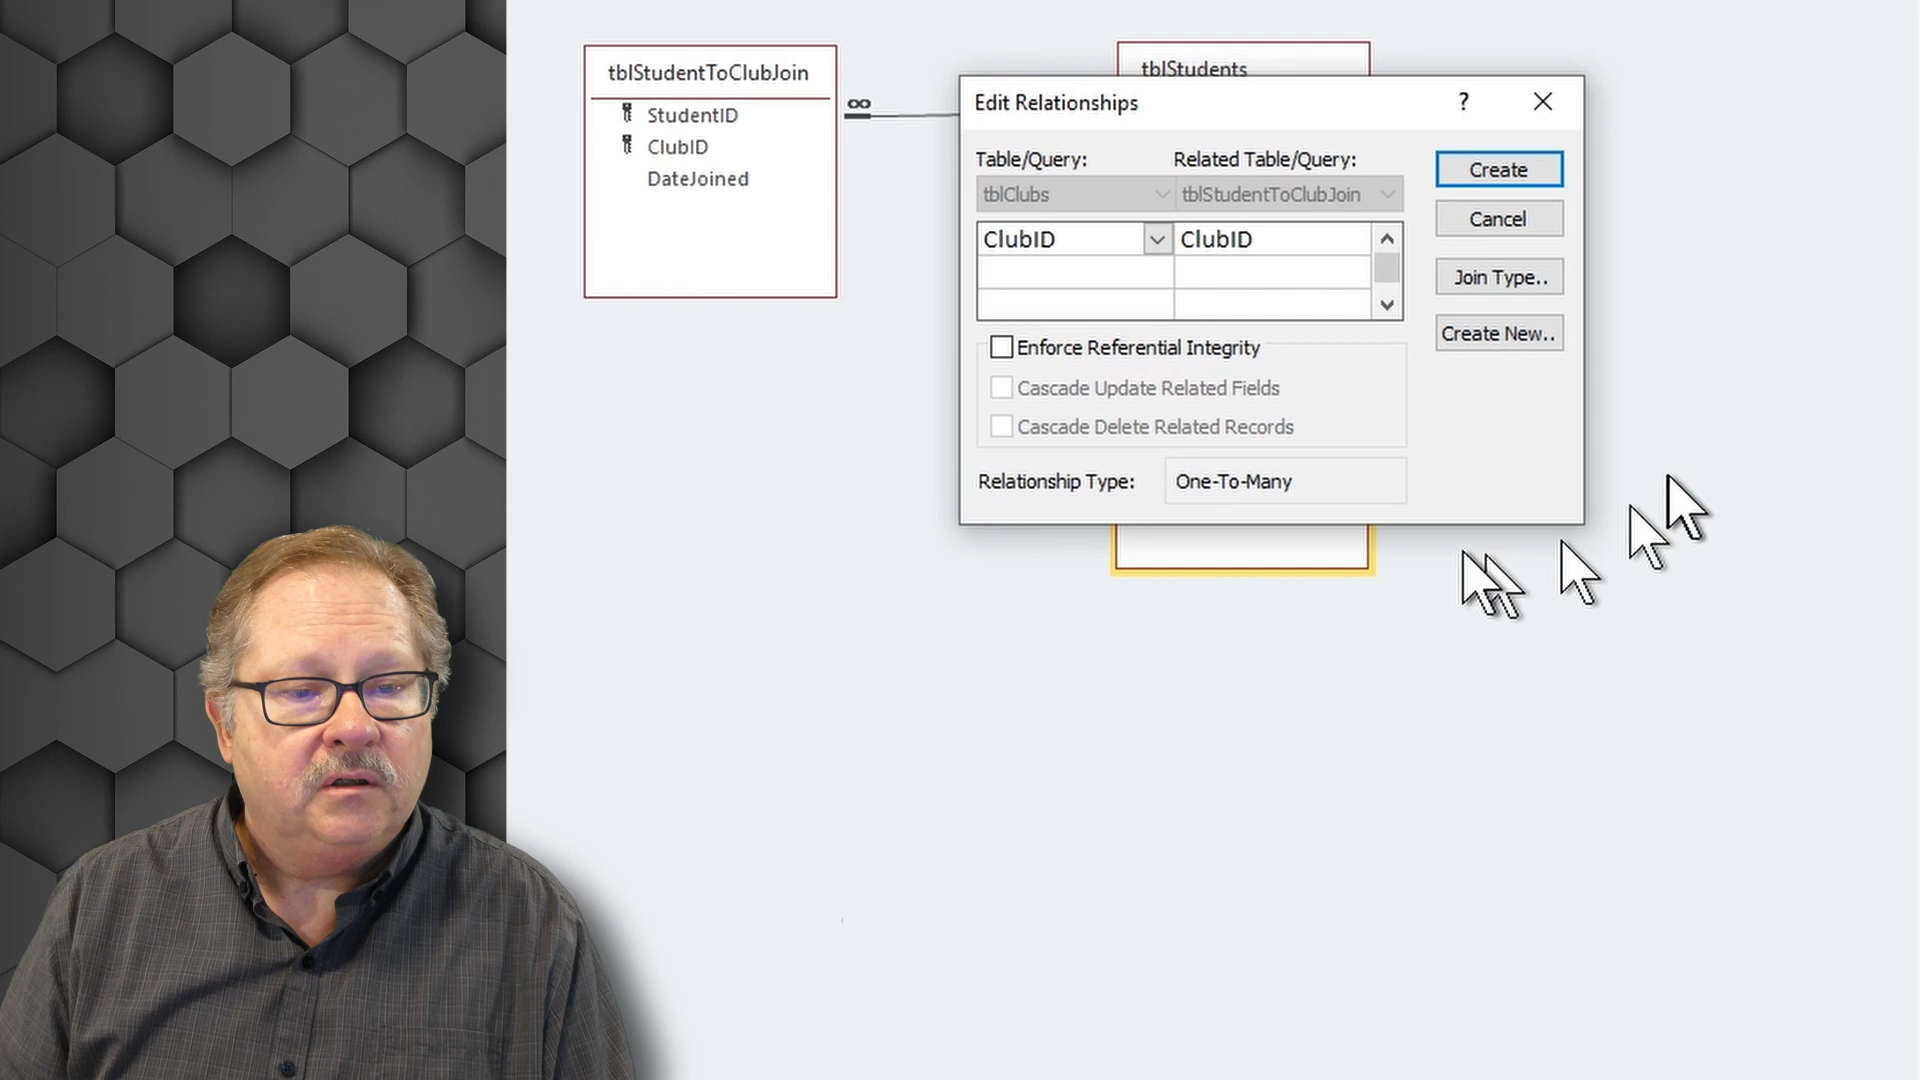 tblStudentToClubJoin
StudentID
ClubID
DateJoined
∞
tblStudents
Edit Relationships
?
Table/Query:
Related Table/Query:
tblClubs
tblStudentToClubJoin
ClubID
ClubID
Enforce Referential Integrity
Cascade Update Related Fields
Cascade Delete Related Records
Relationship Type:
One-To-Many
Create
Cancel
Join Type..
Create New..